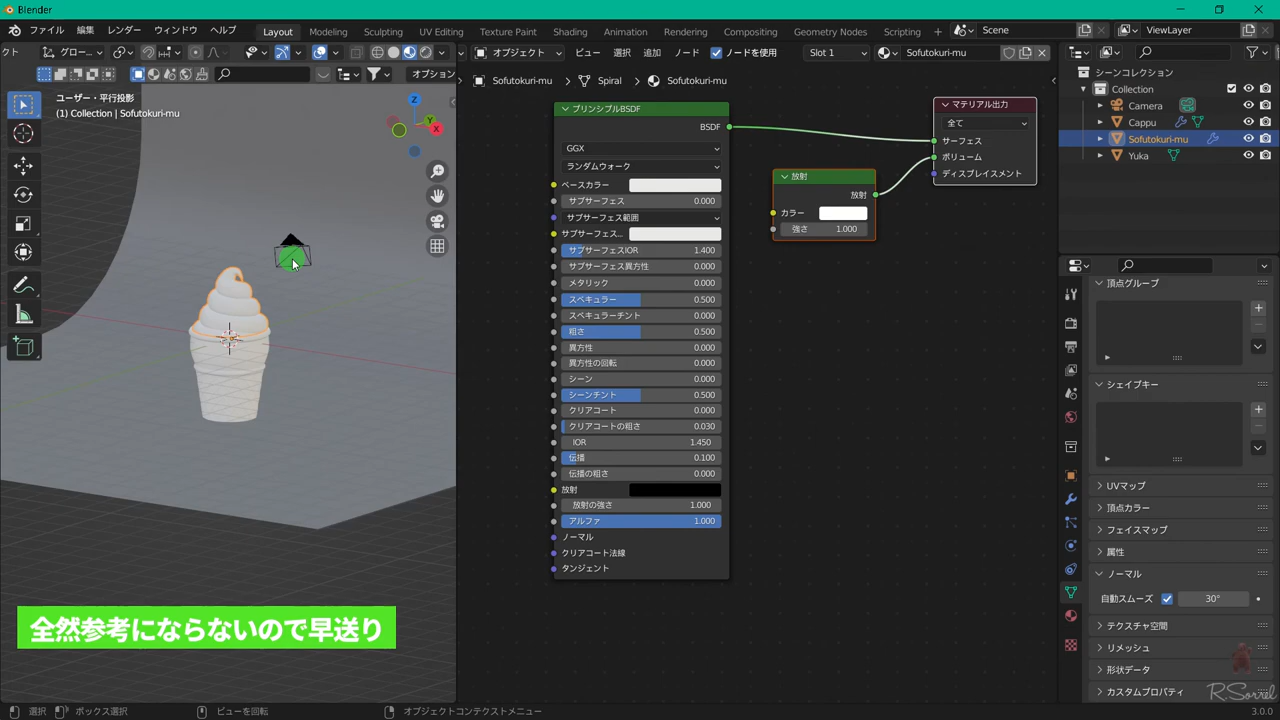 Blender
ファイル 編集 レンダー ウィンドウ ヘルプ Layout Modeling Sculpting UV Editing Texture Paint Shading Animation Rendering Compositing Geometry Nodes Scripting Scene ViewLayer
クト グロー... オブジェクト ビュー 選択 追加 ノード ノードを使用 Slot 1 Sofutokuri-mu
オプション
ユーザー・平行投影
(1) Collection | Sofutokuri-mu
Z
Y
X
Sofutokuri-mu Spiral Sofutokuri-mu
プリンシプルBSDF
BSDF
GGX
ランダムウォーク
ベースカラー
サブサーフェス 0.000
サブサーフェス範囲
サブサーフェス...
サブサーフェスIOR 1.400
サブサーフェス異方性 0.000
メタリック 0.000
スペキュラー 0.500
スペキュラーチント 0.000
粗さ 0.500
異方性 0.000
異方性の回転 0.000
シーン 0.000
シーンチント 0.500
クリアコート 0.000
クリアコートの粗さ 0.030
IOR 1.450
伝播 0.100
伝播の粗さ 0.000
放射
放射の強さ 1.000
アルファ 1.000
ノーマル
クリアコート法線
タンジェント
放射
放射
カラー
強さ 1.000
マテリアル出力
全て
サーフェス
ボリューム
ディスプレイスメント
シーンコレクション
Collection
Camera
Cappu
Sofutokuri-mu
Yuka
頂点グループ
シェイプキー
UVマップ
頂点カラー
フェイスマップ
属性
ノーマル
自動スムーズ 30°
テクスチャ空間
リメッシュ
形状データ
カスタムプロパティ
全然参考にならないので早送り
R-Sorrel
選択 ボックス選択 ビューを回転 オブジェクトコンテクストメニュー 3.0.0